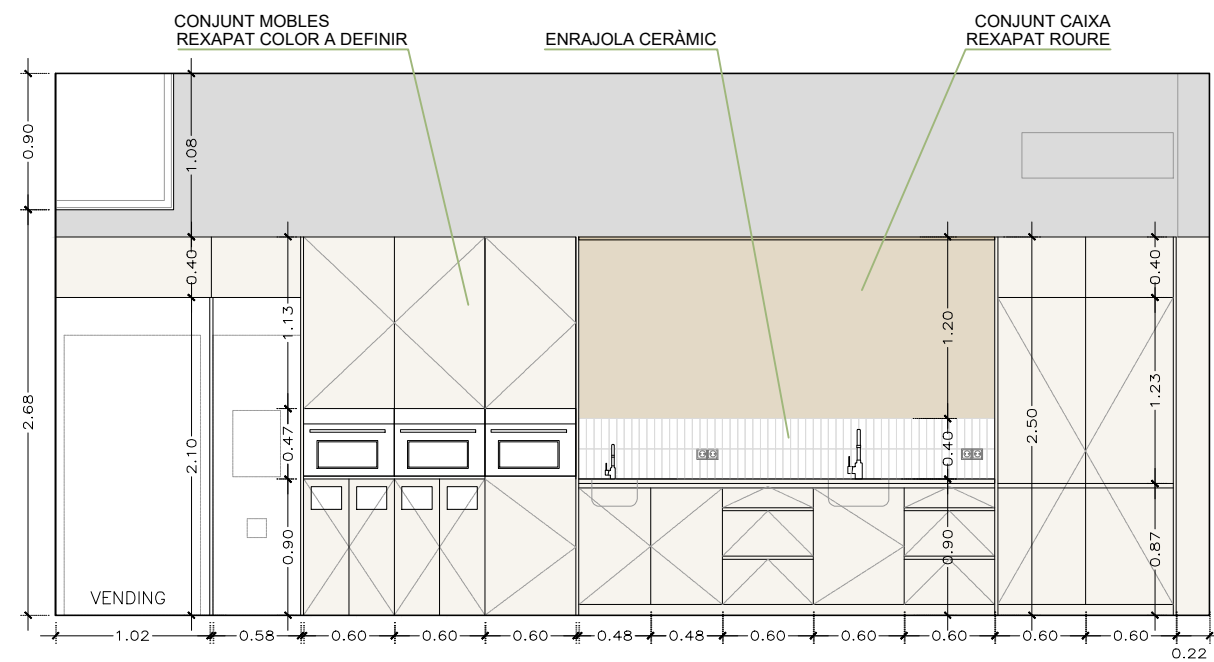 CONJUNT MOBLES
REXAPAT COLOR A DEFINIR
ENRAJOLA CERÀMIC
CONJUNT CAIXA
REXAPAT ROURE
0.90
1.08
2.68
0.40
2.10
1.13
0.47
0.90
1.20
0.40
0.90
2.50
0.40
1.23
0.87
VENDING
1.02 0.58 0.60 0.60 0.60 0.48 0.48 0.60 0.60 0.60 0.60 0.60
0.22